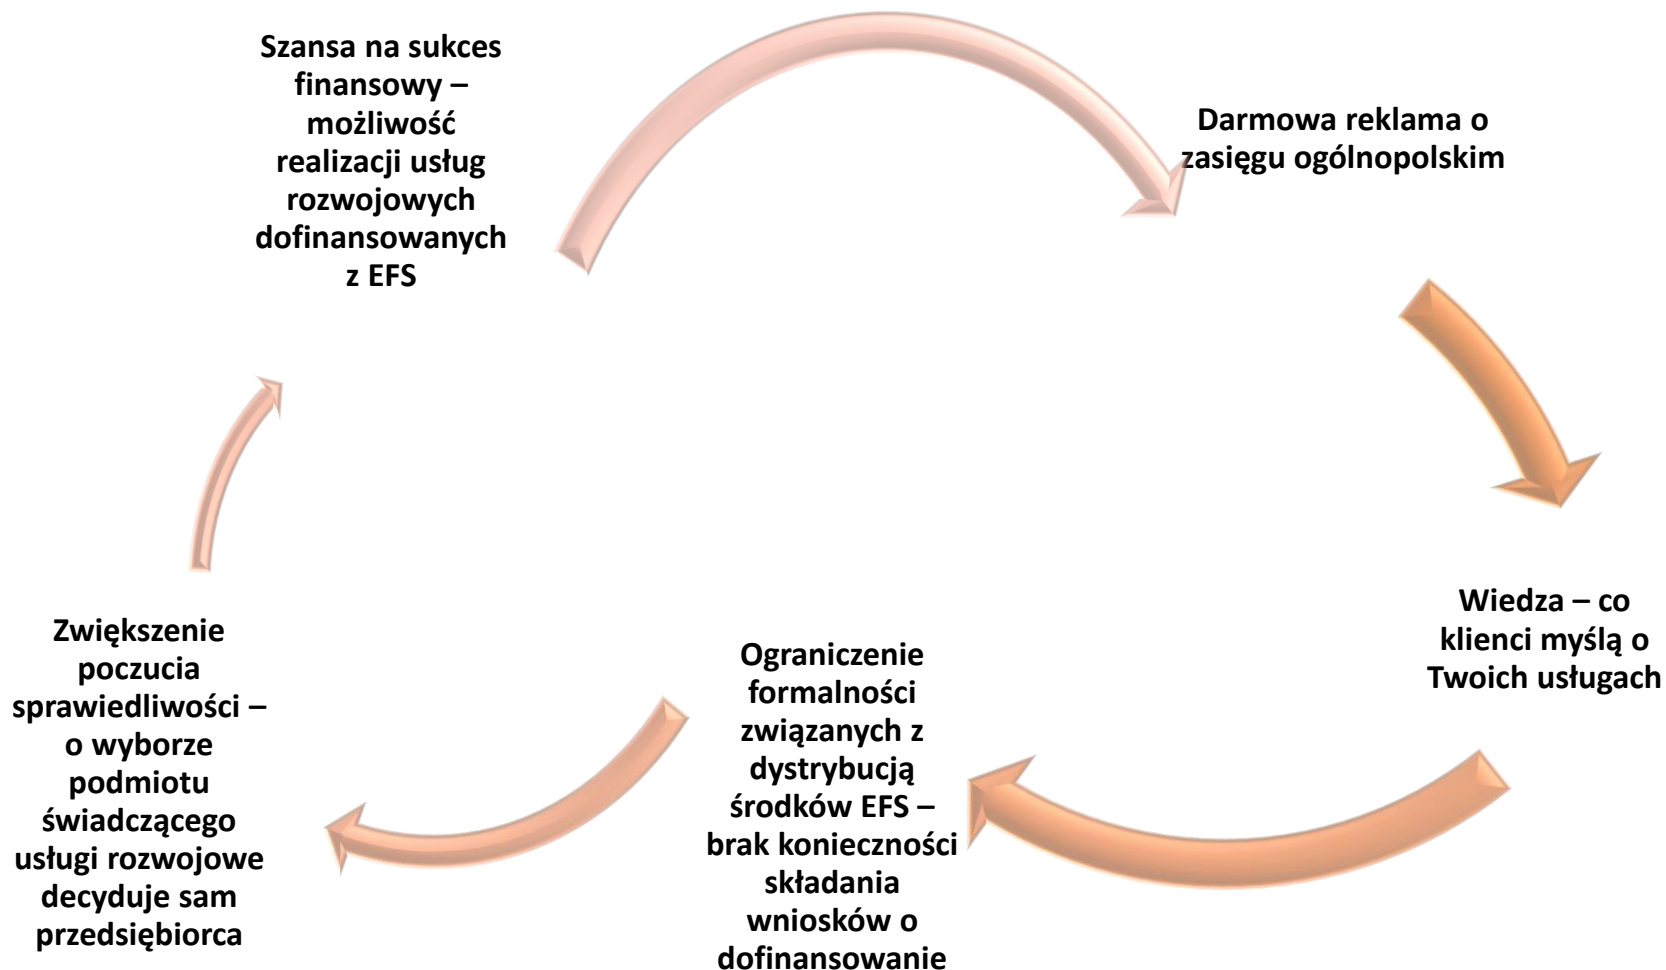 Szansa na sukces
finansowy –
możliwość
realizacji usług
rozwojowych
dofinansowanych
z EFS
Darmowa reklama o
zasięgu ogólnopolskim
Wiedza – co
klienci myślą o
Twoich usługach
Ograniczenie
formalności
związanych z
dystrybucją
środków EFS –
brak konieczności
składania
wniosków o
dofinansowanie
Zwiększenie
poczucia
sprawiedliwości –
o wyborze
podmiotu
świadczącego
usługi rozwojowe
decyduje sam
przedsiębiorca